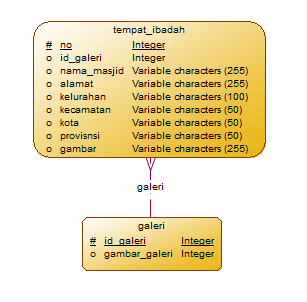 tempat_ibadah
# no Integer
o id_galeri Integer
o nama_masjid Variable characters (255)
o alamat Variable characters (255)
o kelurahan Variable characters (100)
o kecamatan Variable characters (50)
o kota Variable characters (50)
o provisnsi Variable characters (50)
o gambar Variable characters (255)
galeri
galeri
# id_galeri Integer
o gambar_galeri Integer